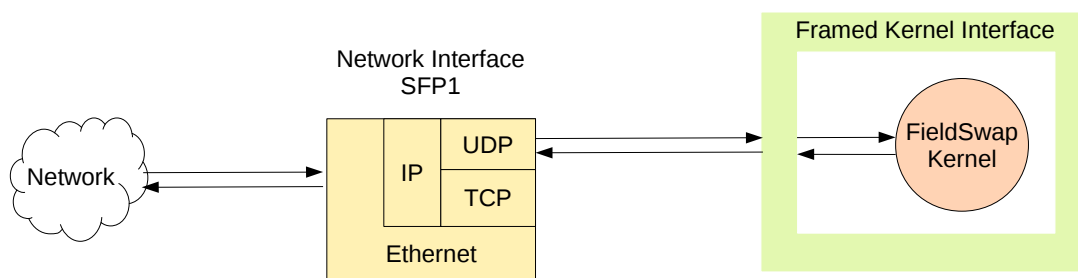 Framed Kernel Interface
Network Interface
SFP1
Network
IP
UDP
TCP
Ethernet
FieldSwap
Kernel